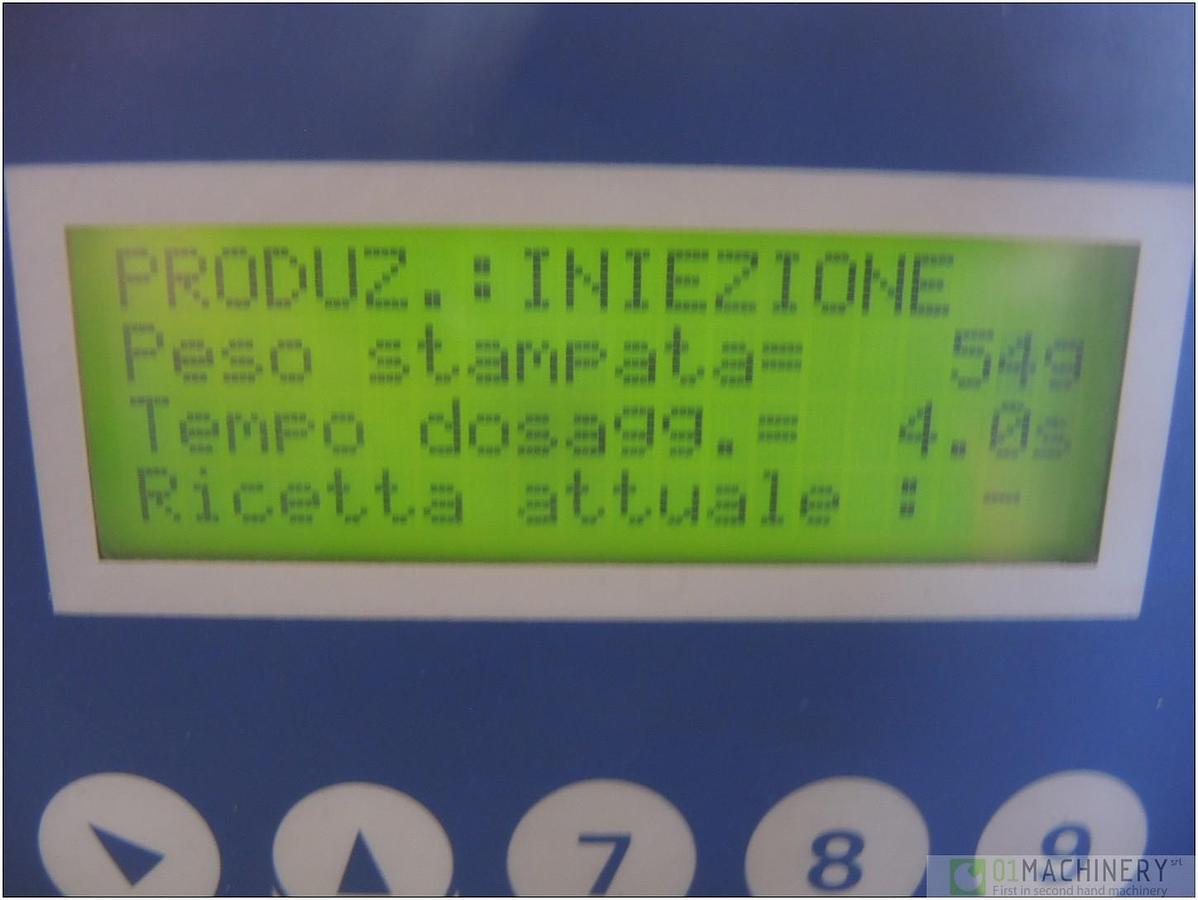 PRODUZ.:INIEZIONE
Peso stampata= 54g
Tempo dosagg.= 4.0s
Ricetta attuale : -
7 8 9
01MACHINERY srl
First in second hand machinery